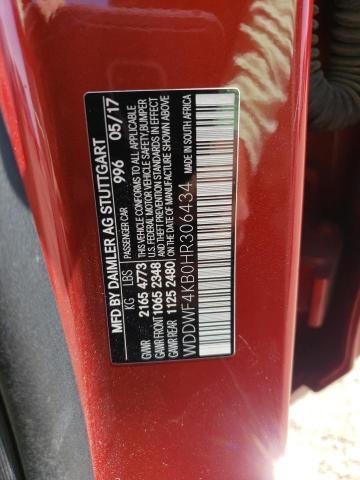 MFD BY DAIMLER AG STUTTGART
996 05/17
KG LBS PASSENGER CAR
GVWR 2165 4773 THIS VEHICLE CONFORMS TO ALL APPLICABLE
GAWR FRONT 1065 2348 U.S. FEDERAL MOTOR VEHICLE SAFETY, BUMPER
GAWR REAR 1125 2480 AND THEFT PREVENTION STANDARDS IN EFFECT
ON THE DATE OF MANUFACTURE SHOWN ABOVE
WDDWF4KB0HR306434
MADE IN SOUTH AFRICA